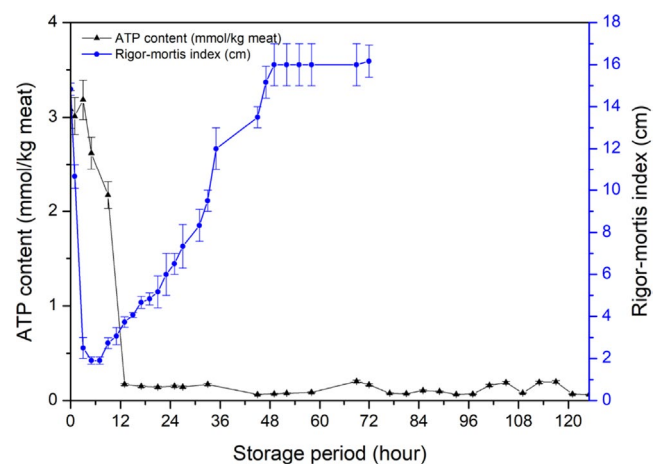 ATP content (mmol/kg meat)
Rigor-mortis index (cm)
4
3
2
1
0
ATP content (mmol/kg meat)
18
16
14
12
10
8
6
4
2
0
Rigor-mortis index (cm)
0 12 24 36 48 60 72 84 96 108 120
Storage period (hour)